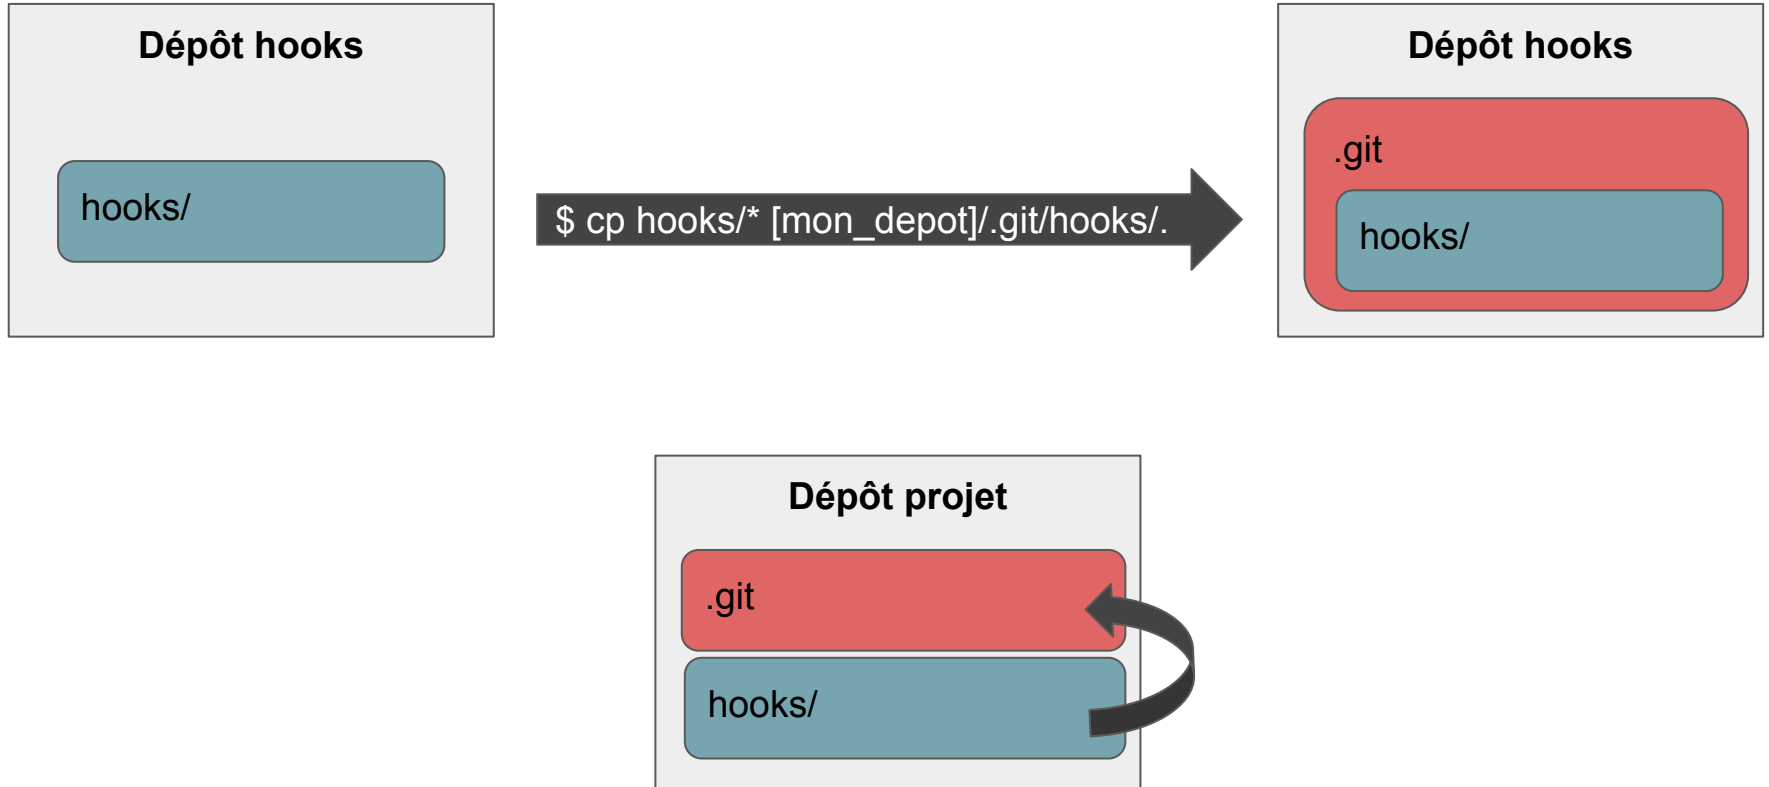 Dépôt hooks
hooks/
$ cp hooks/* [mon_depot]/.git/hooks/.
Dépôt hooks
.git
hooks/
Dépôt projet
.git
hooks/